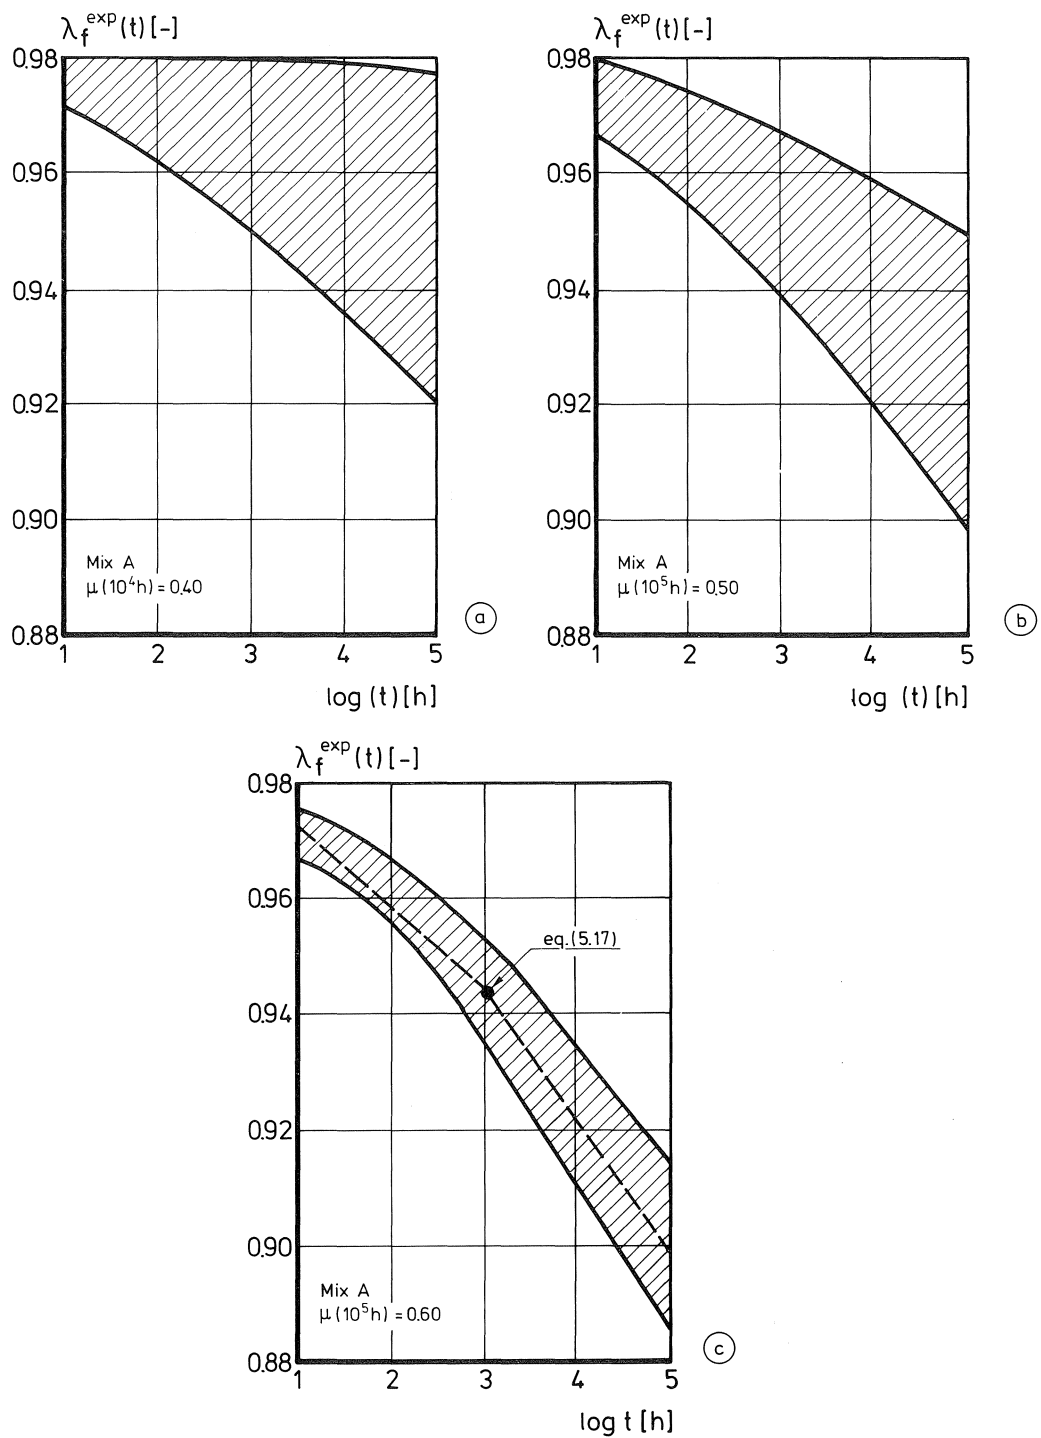 λf^exp(t) [-]
0.98
0.96
0.94
0.92
0.90
0.88
Mix A
μ(10⁴h) = 0.40
1 2 3 4 5
log (t) [h]
a
λf^exp(t) [-]
0.98
0.96
0.94
0.92
0.90
0.88
Mix A
μ(10⁵h) = 0.50
1 2 3 4 5
log (t) [h]
b
λf^exp(t) [-]
0.98
0.96
0.94
0.92
0.90
0.88
eq.(5.17)
Mix A
μ(10⁵h) = 0.60
1 2 3 4 5
log t [h]
c